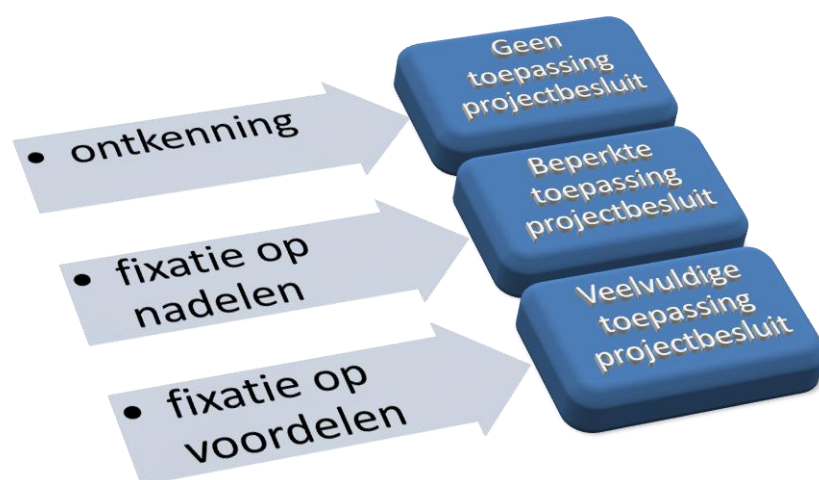 • ontkenning
Geen
toepassing
projectbesluit
• fixatie op
nadelen
Beperkte
toepassing
projectbesluit
• fixatie op
voordelen
Veelvuldige
toepassing
projectbesluit